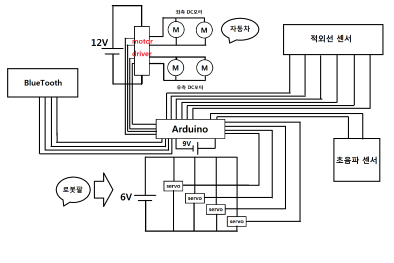 좌측 DC모터
M
M
자동차
적외선 센서
12V
motor
driver
M
M
우측 DC모터
BlueTooth
Arduino
9V
초음파 센서
로봇팔
6V
servo
servo
servo
servo